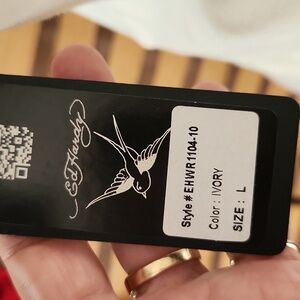 Ed Hardy
Style # EHWR1104-10
Color : IVORY
SIZE : L